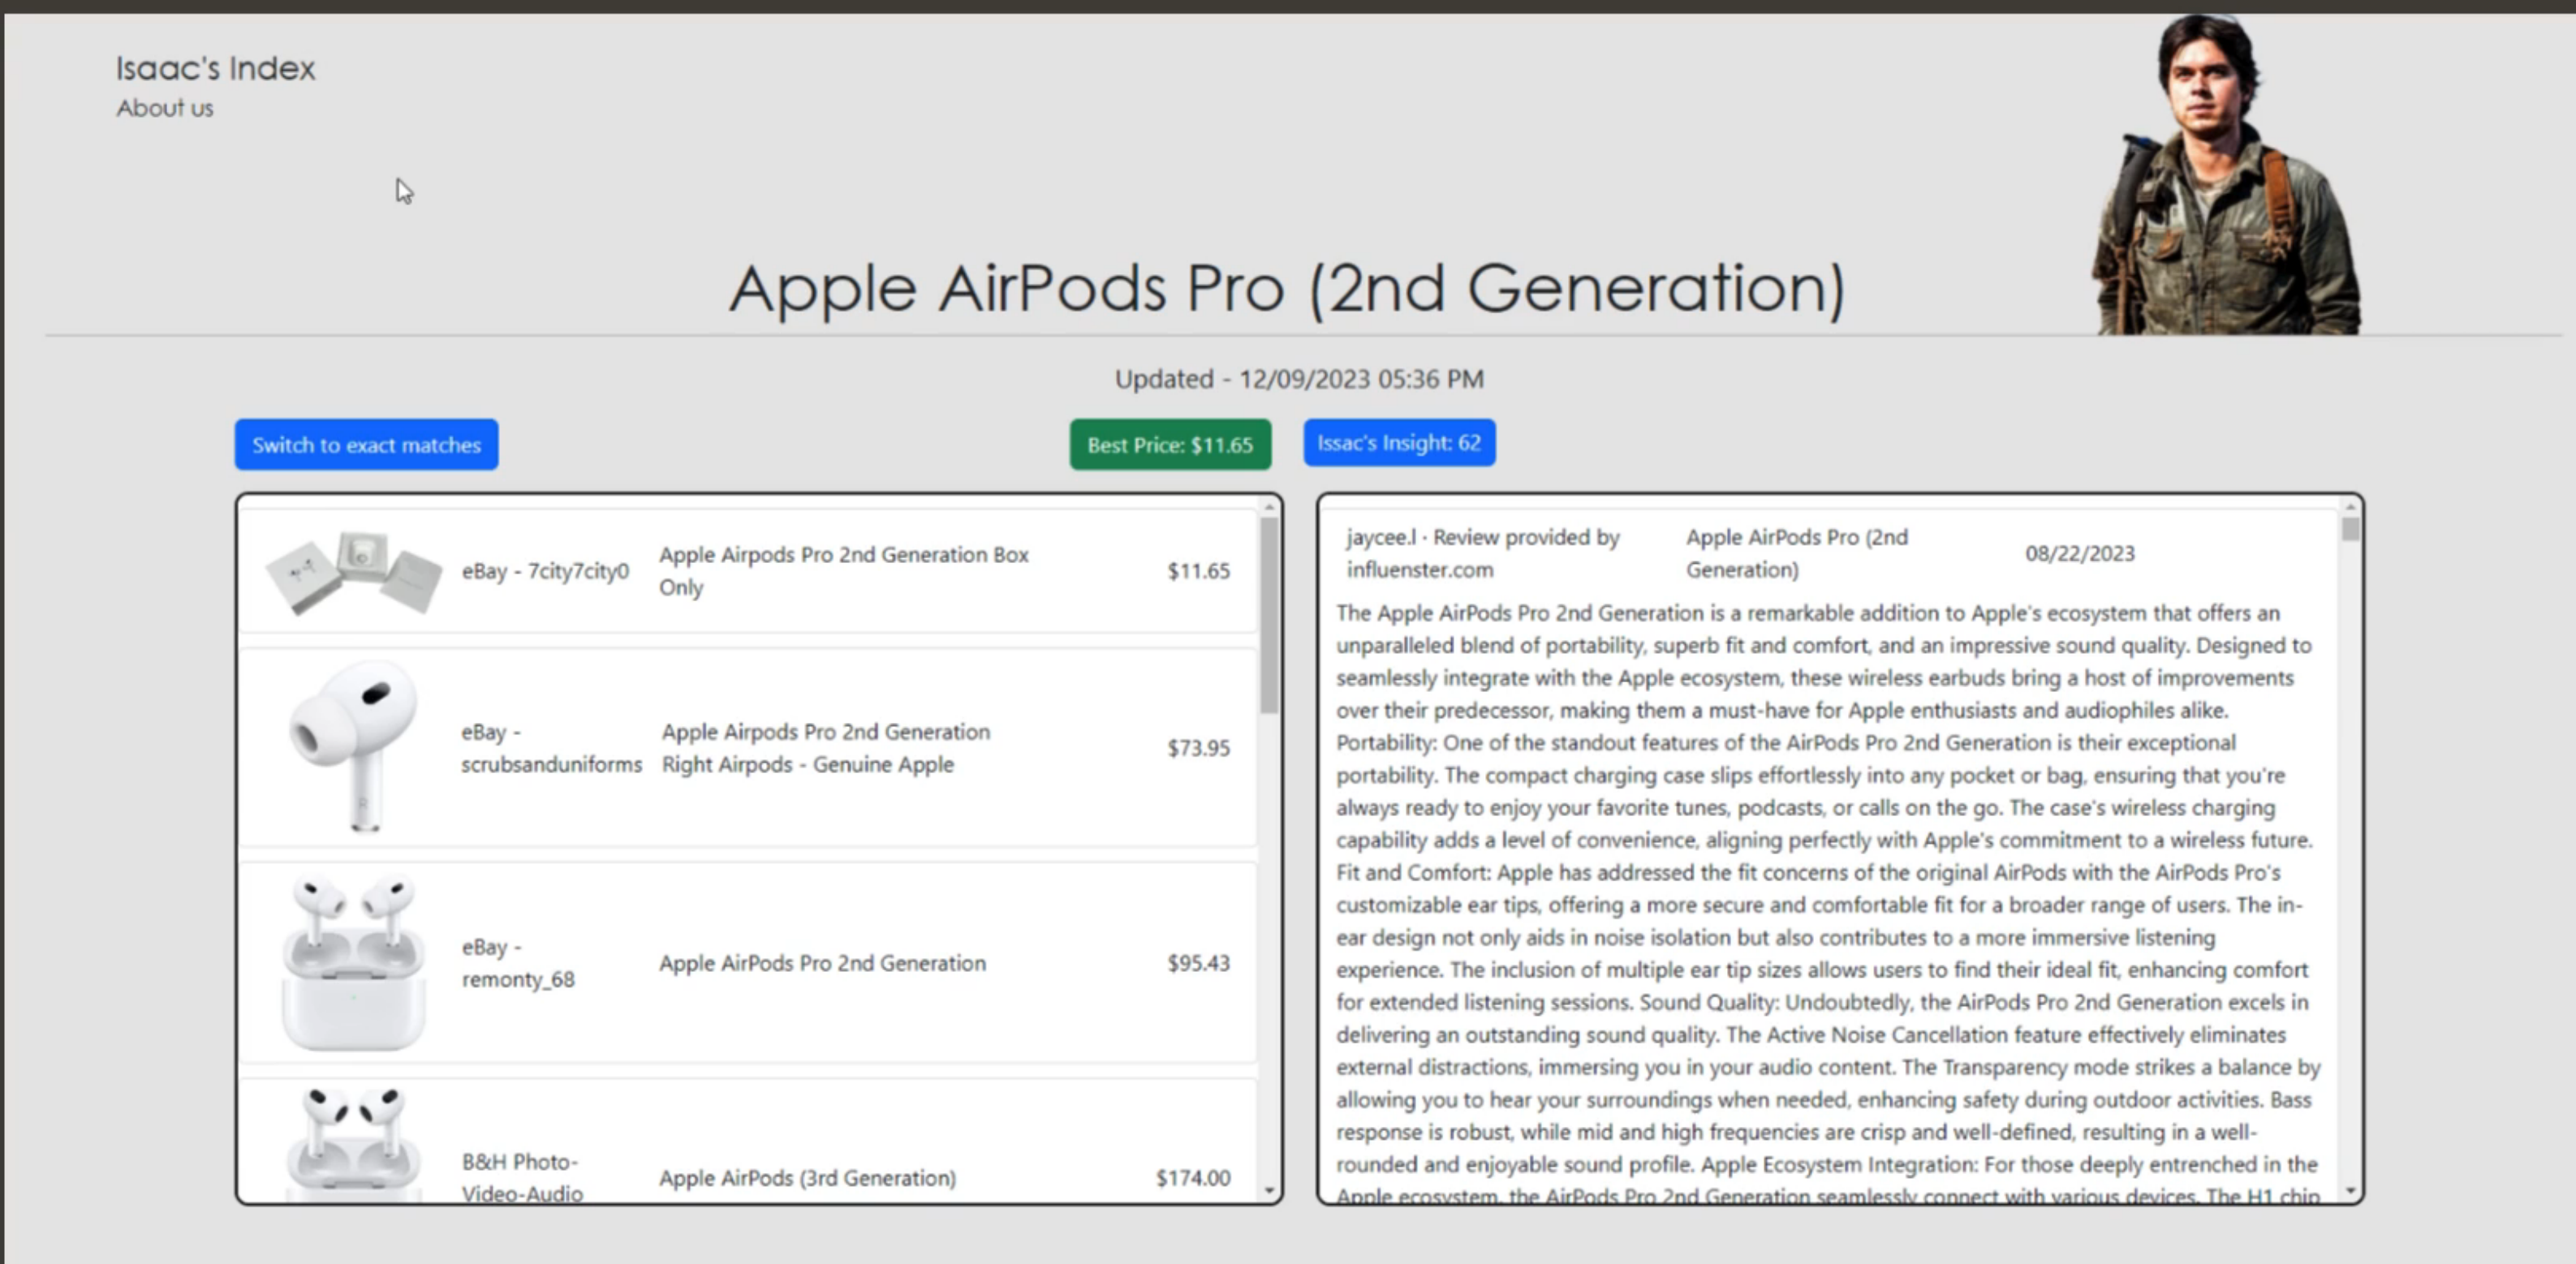 Isaac's Index
About us
Apple AirPods Pro (2nd Generation)
Updated - 12/09/2023 05:36 PM
Switch to exact matches
Best Price: $11.65
Issac's Insight: 62
eBay - 7city7city0
Apple Airpods Pro 2nd Generation Box
Only
$11.65
eBay -
scrubsanduniforms
Apple Airpods Pro 2nd Generation
Right Airpods - Genuine Apple
$73.95
eBay -
remonty_68
Apple AirPods Pro 2nd Generation
$95.43
B&H Photo-
Video-Audio
Apple AirPods (3rd Generation)
$174.00
jaycee.l · Review provided by
influenster.com
Apple AirPods Pro (2nd
Generation)
08/22/2023
The Apple AirPods Pro 2nd Generation is a remarkable addition to Apple's ecosystem that offers an
unparalleled blend of portability, superb fit and comfort, and an impressive sound quality. Designed to
seamlessly integrate with the Apple ecosystem, these wireless earbuds bring a host of improvements
over their predecessor, making them a must-have for Apple enthusiasts and audiophiles alike.
Portability: One of the standout features of the AirPods Pro 2nd Generation is their exceptional
portability. The compact charging case slips effortlessly into any pocket or bag, ensuring that you're
always ready to enjoy your favorite tunes, podcasts, or calls on the go. The case's wireless charging
capability adds a level of convenience, aligning perfectly with Apple's commitment to a wireless future.
Fit and Comfort: Apple has addressed the fit concerns of the original AirPods with the AirPods Pro's
customizable ear tips, offering a more secure and comfortable fit for a broader range of users. The in-
ear design not only aids in noise isolation but also contributes to a more immersive listening
experience. The inclusion of multiple ear tip sizes allows users to find their ideal fit, enhancing comfort
for extended listening sessions. Sound Quality: Undoubtedly, the AirPods Pro 2nd Generation excels in
delivering an outstanding sound quality. The Active Noise Cancellation feature effectively eliminates
external distractions, immersing you in your audio content. The Transparency mode strikes a balance by
allowing you to hear your surroundings when needed, enhancing safety during outdoor activities. Bass
response is robust, while mid and high frequencies are crisp and well-defined, resulting in a well-
rounded and enjoyable sound profile. Apple Ecosystem Integration: For those deeply entrenched in the
Apple ecosystem, the AirPods Pro 2nd Generation seamlessly connect with various devices. The H1 chip